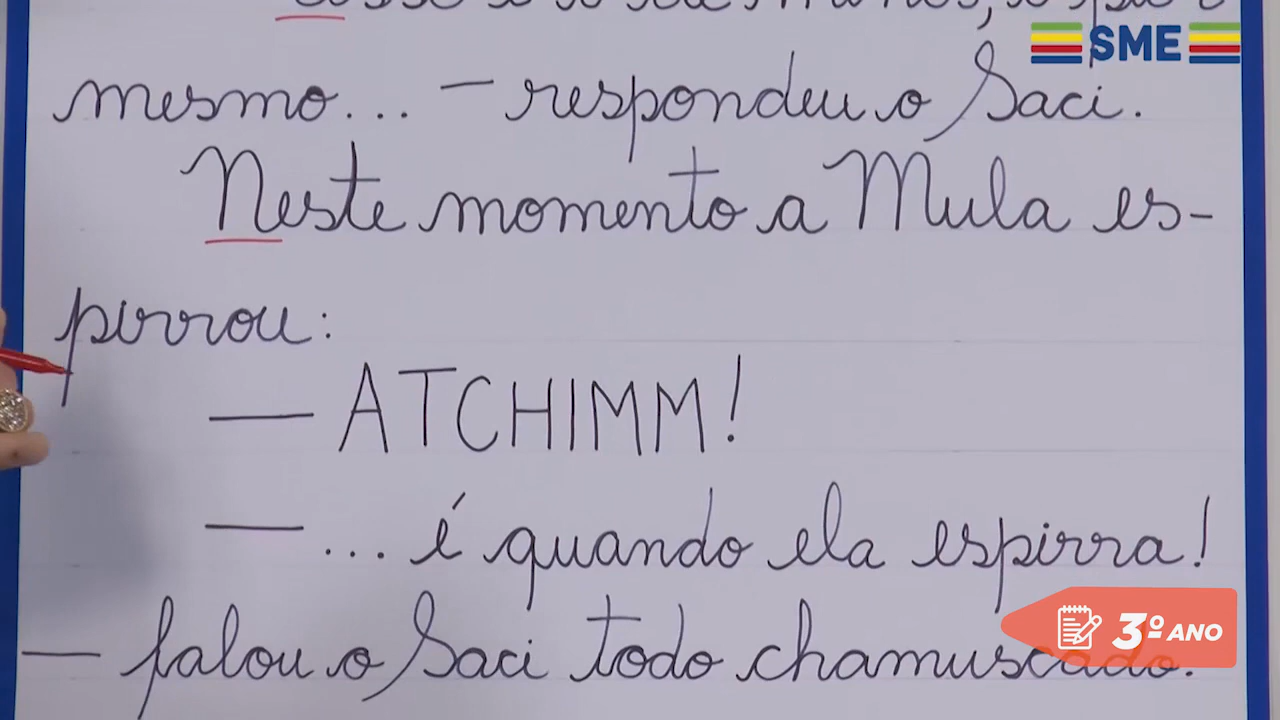 SME
mesmo... — respondeu o Saci.
Neste momento a Mula es-
pirrou:
— ATCHIMM!
— ... é quando ela espirra!
— falou o Saci todo chamuscado.
3º ANO